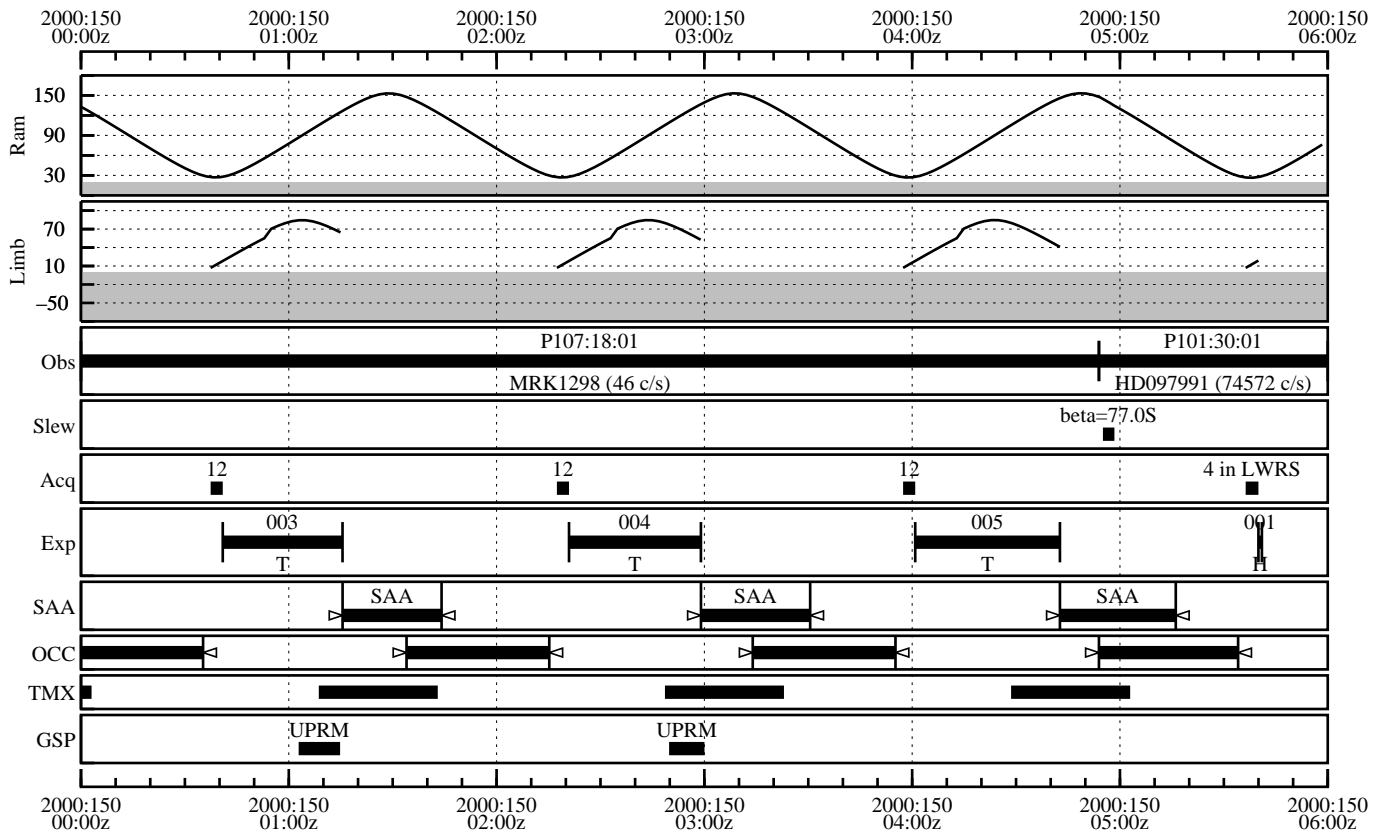 2000:150 2000:150 2000:150 2000:150 2000:150 2000:150 2000:150
00:00z 01:00z 02:00z 03:00z 04:00z 05:00z 06:00z
Ram
150
90
30
Limb
70
10
−50
Obs
P107:18:01 P101:30:01
MRK1298 (46 c/s) HD097991 (74572 c/s)
Slew
beta=77.0S
Acq
12 12 12 4 in LWRS
Exp
003 004 005 001
T T T H
SAA
SAA SAA SAA
OCC
TMX
GSP
UPRM UPRM
2000:150 2000:150 2000:150 2000:150 2000:150 2000:150 2000:150
00:00z 01:00z 02:00z 03:00z 04:00z 05:00z 06:00z